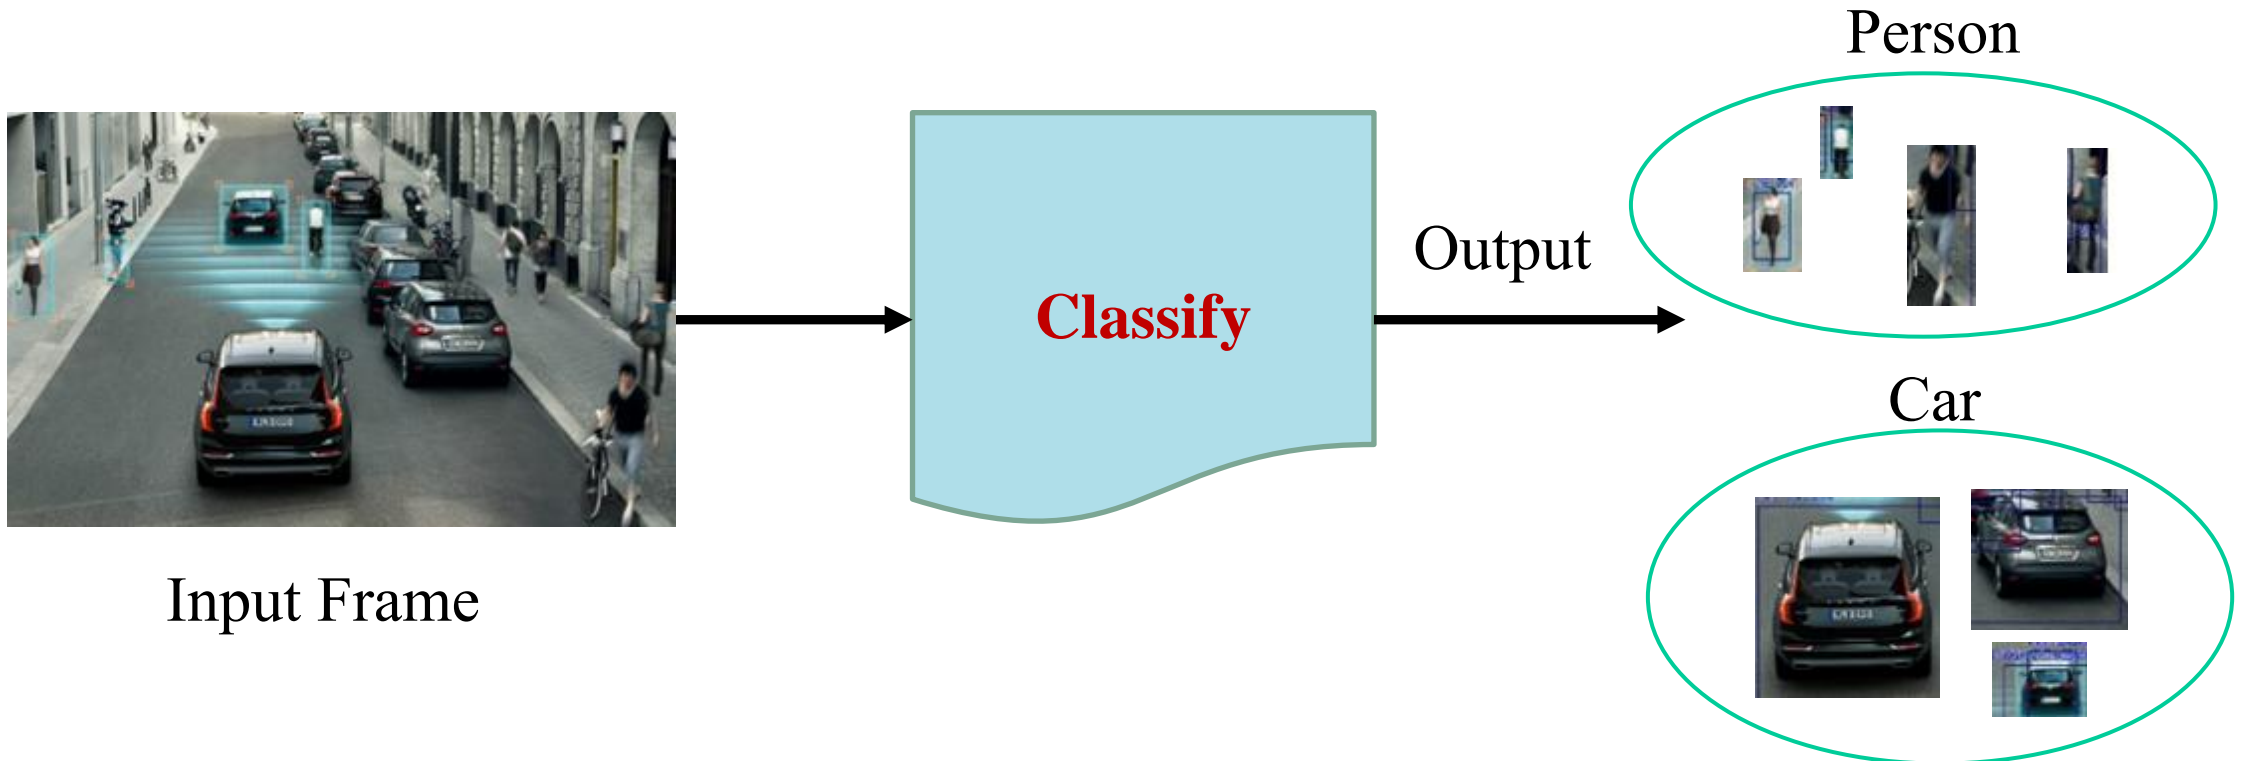 Person
Output
Classify
Car
Input Frame